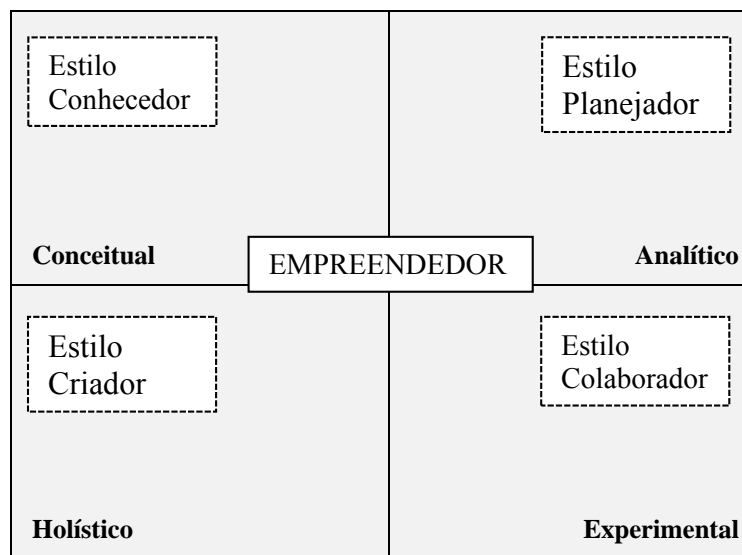 Estilo
Conhecedor
Estilo
Planejador
Conceitual
EMPREENDEDOR
Analítico
Estilo
Criador
Estilo
Colaborador
Holístico
Experimental